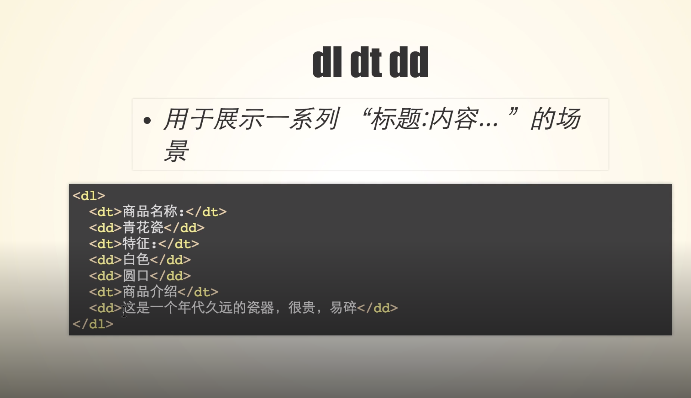 dl dt dd
• 用于展示一系列 “标题:内容... ”的场
景
<dl>
<dt>商品名称:</dt>
<dd>青花瓷</dd>
<dt>特征:</dt>
<dd>白色</dd>
<dd>圆口</dd>
<dt>商品介绍</dt>
<dd>这是一个年代久远的瓷器，很贵，易碎</dd>
</dl>